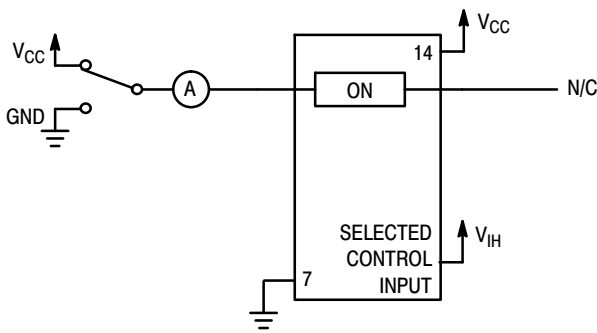 14
VCC
VCC
A
ON
N/C
GND
SELECTED
CONTROL
INPUT
VIH
7